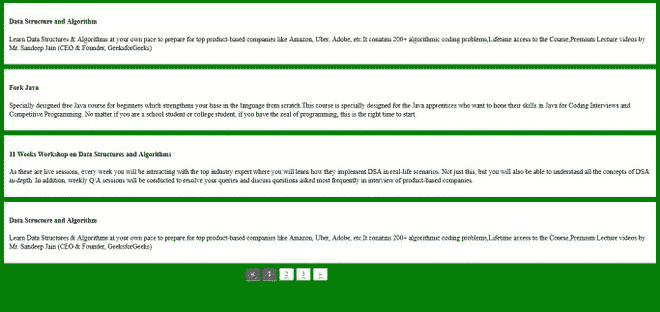 Data Structure and Algorithm
Learn Data Structures & Algorithms at your own pace to prepare for top product-based companies like Amazon, Uber, Adobe, etc.It conatins 200+ algorithmic coding problems,Lifetime access to the Course,Premium Lecture videos by
Mr. Sandeep Jain (CEO & Founder, GeeksforGeeks)
Fork Java
Specially designed free Java course for beginners which strengthens your base in the language from scratch.This course is specially designed for the Java apprentices who want to hone their skills in Java for Coding Interviews and
Competitive Programming. No matter if you are a school student or college student, if you have the zeal of programming, this is the right time to start.
11 Weeks Workshop on Data Structures and Algorithms
As these are live sessions, every week you will be interacting with the top industry expert where you will learn how they implement DSA in real-life scenarios. Not just this, but you will also be able to understand all the concepts of DSA
in-depth. In addition, weekly Q/A sessions will be conducted to resolve your queries and discuss questions asked most frequently in interview of product-based companies.
Data Structure and Algorithm
Learn Data Structures & Algorithms at your own pace to prepare for top product-based companies like Amazon, Uber, Adobe, etc.It conatins 200+ algorithmic coding problems,Lifetime access to the Course,Premium Lecture videos by
Mr. Sandeep Jain (CEO & Founder, GeeksforGeeks)
« 1 2 3 »